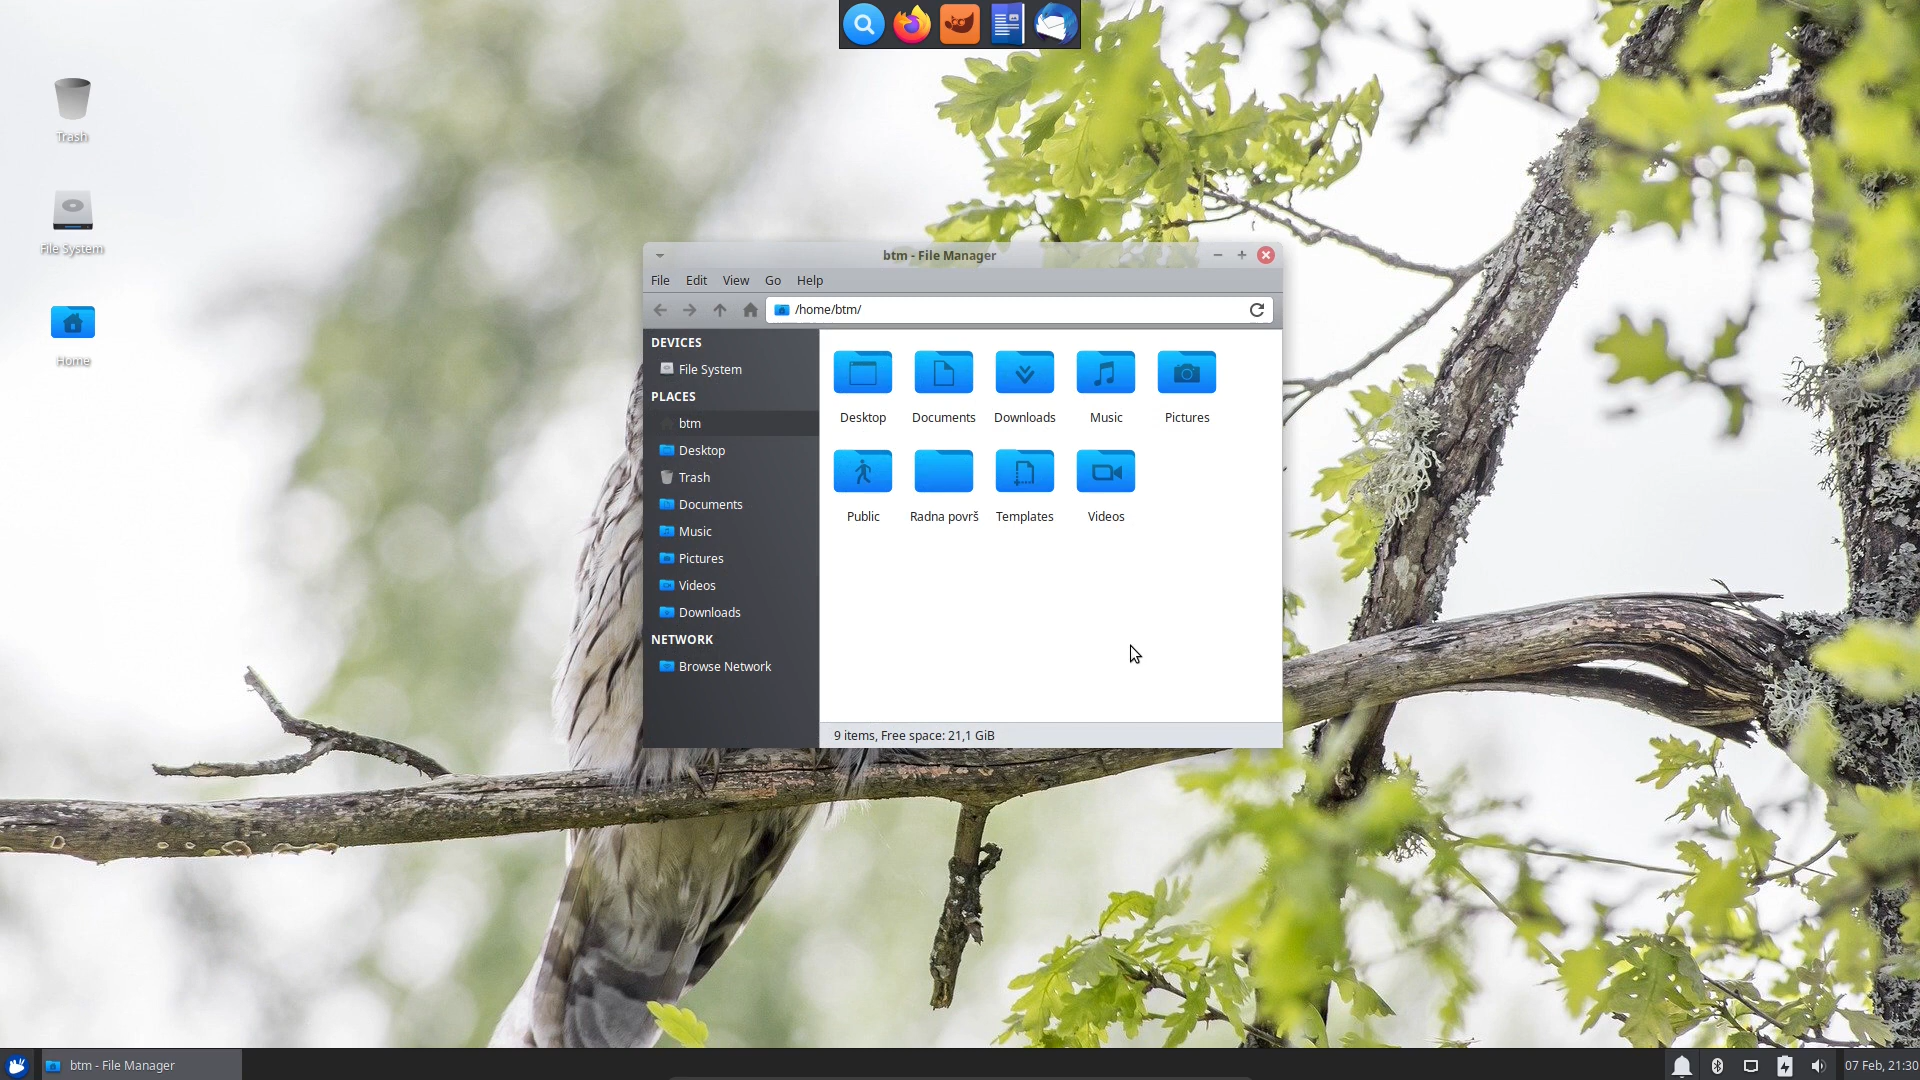 Trash
File System
Home
btm - File Manager
File Edit View Go Help
/home/btm/
DEVICES
File System
PLACES
btm
Desktop
Trash
Documents
Music
Pictures
Videos
Downloads
NETWORK
Browse Network
Desktop Documents Downloads Music Pictures
Public Radna površ Templates Videos
9 items, Free space: 21,1 GiB
btm - File Manager
07 Feb, 21:30